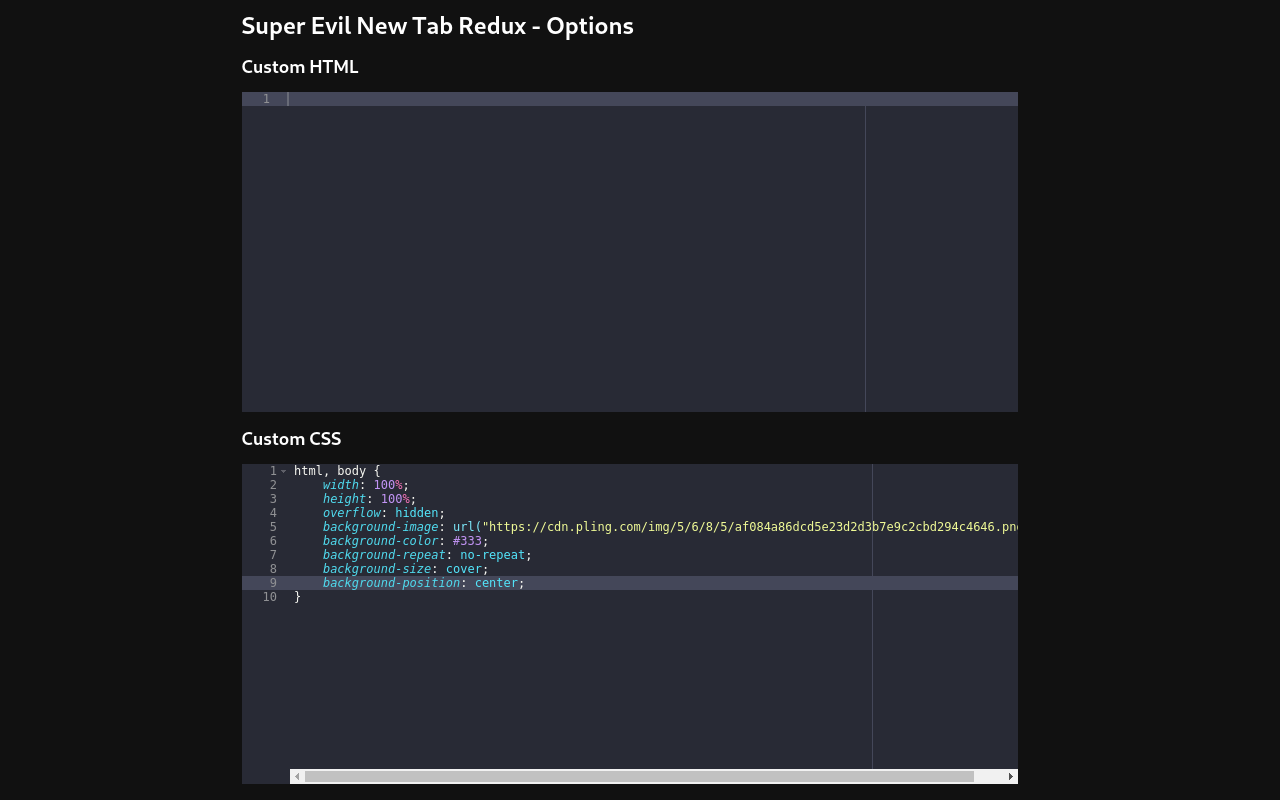 Super Evil New Tab Redux - Options
Custom HTML
1
Custom CSS
1 html, body {
2     width: 100%;
3     height: 100%;
4     overflow: hidden;
5     background-image: url("https://cdn.pling.com/img/5/6/8/5/af084a86dcd5e23d2d3b7e9c2cbd294c4646.pn
6     background-color: #333;
7     background-repeat: no-repeat;
8     background-size: cover;
9     background-position: center;
10 }